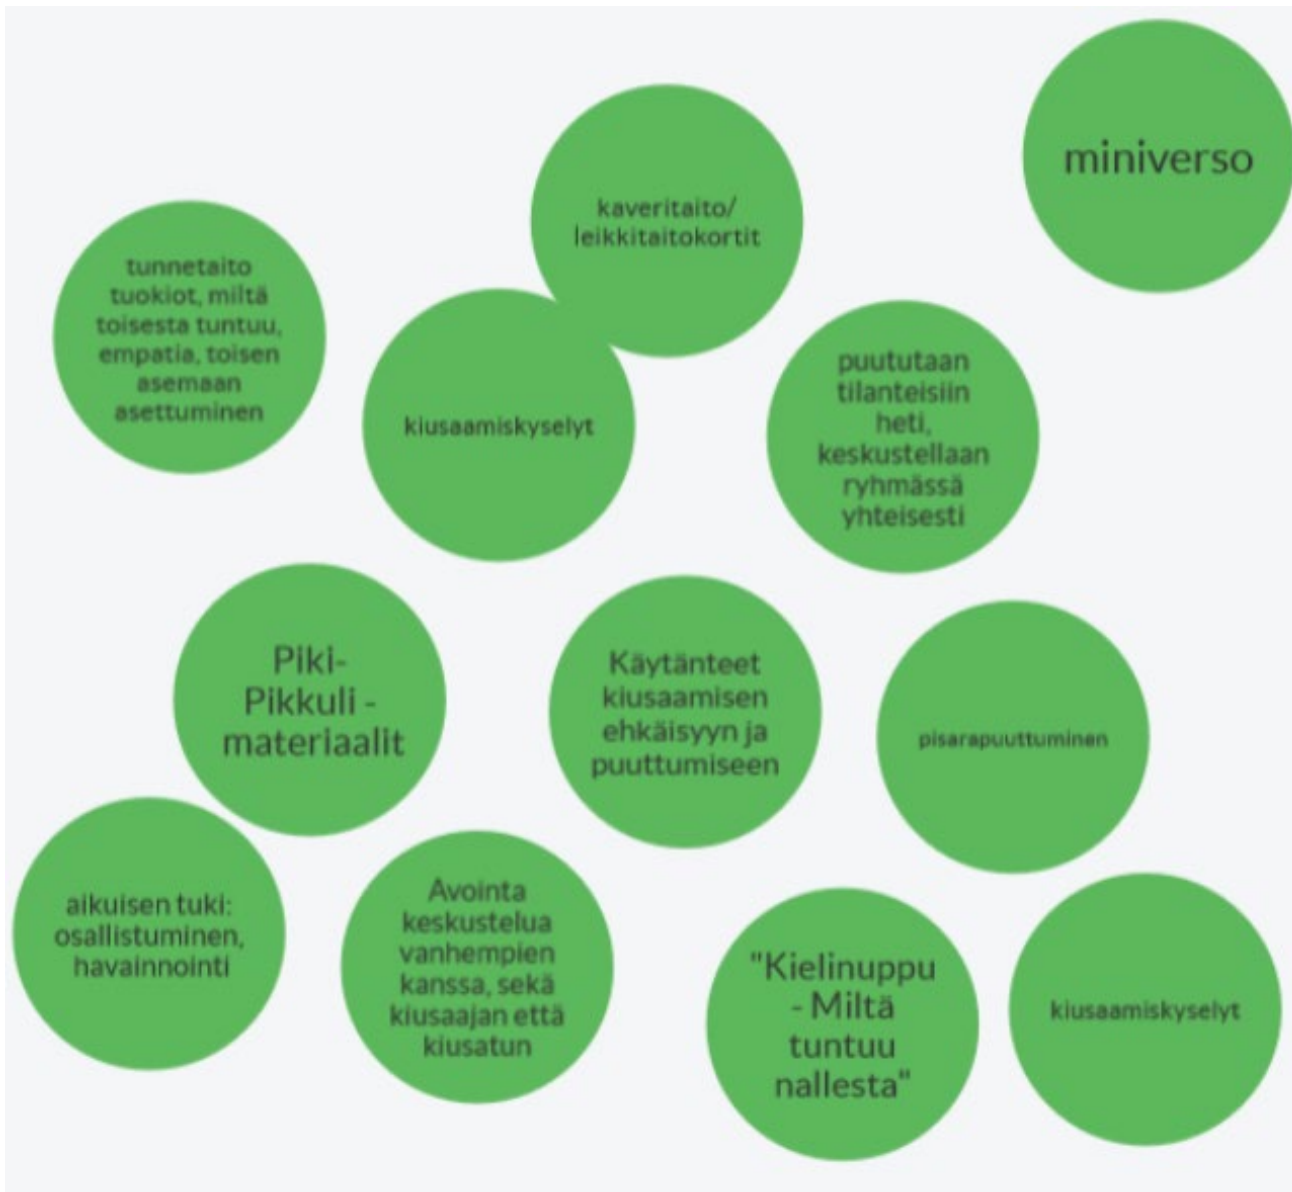 miniverso
kaveritaito/
leikkitaitokortit
tunnetaito
tuokiot, miltä
toisesta tuntuu,
empatia, toisen
asemaan
asettuminen
kiusaamiskyselyt
puututaan
tilanteisiin
heti,
keskustellaan
ryhmässä
yhteisesti
Piki-
Pikkuli -
materiaalit
Käytänteet
kiusaamisen
ehkäisyyn ja
puuttumiseen
pisarapuuttuminen
aikuisen tuki:
osallistuminen,
havainnointi
Avointa
keskustelua
vanhempien
kanssa, sekä
kiusaajan että
kiusatun
"Kielinuppu
- Miltä
tuntuu
nallesta"
kiusaamiskyselyt